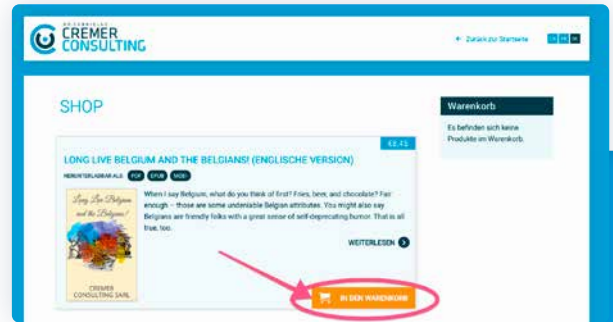 DR GABRIELE
CREMER
CONSULTING
Zurück zur Startseite
EN FR DE
SHOP
Warenkorb
Es befinden sich keine
Produkte im Warenkorb.
€8,45
LONG LIVE BELGIUM AND THE BELGIANS! (ENGLISCHE VERSION)
HERUNTERLADBAR ALS: PDF EPUB MOBI
When I say Belgium, what do you think of first? Fries, beer, and chocolate? Fair
enough – those are some undeniable Belgian attributes. You might also say
Belgians are friendly folks with a great sense of self-deprecating humor. That is all
true, too.
WEITERLESEN
Long Live Belgium
and the Belgians!
CREMER
CONSULTING SARL
IN DEN WARENKORB